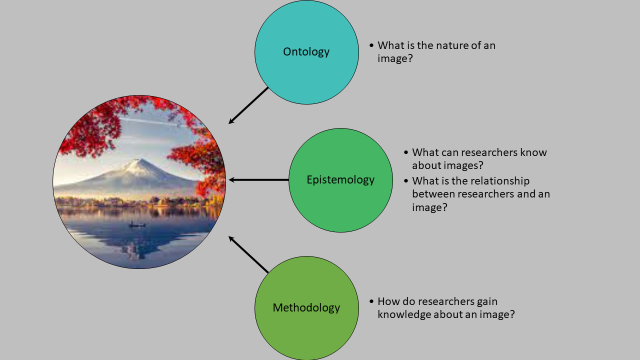 Ontology
• What is the nature of an
image?
Epistemology
• What can researchers know
about images?
• What is the relationship
between researchers and an
image?
Methodology
• How do researchers gain
knowledge about an image?